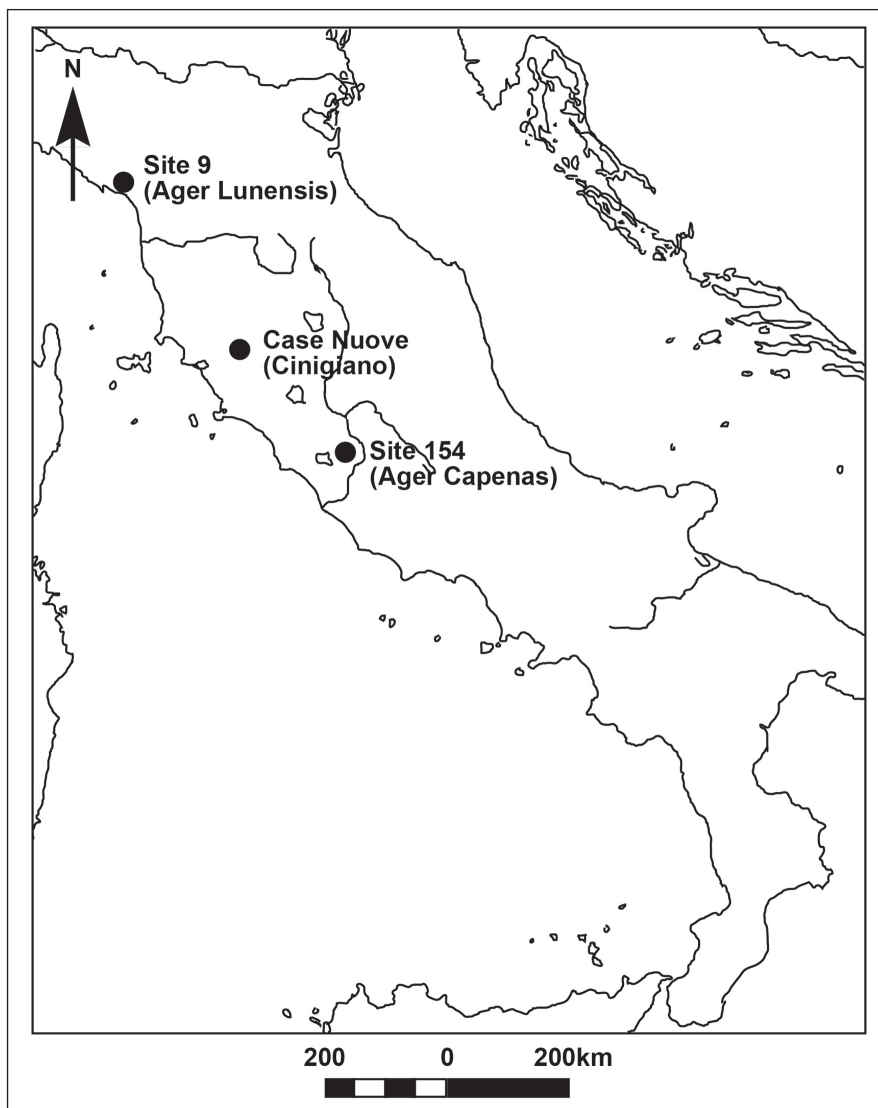 N
Site 9
(Ager Lunensis)
Case Nuove
(Cinigiano)
Site 154
(Ager Capenas)
200 0 200km